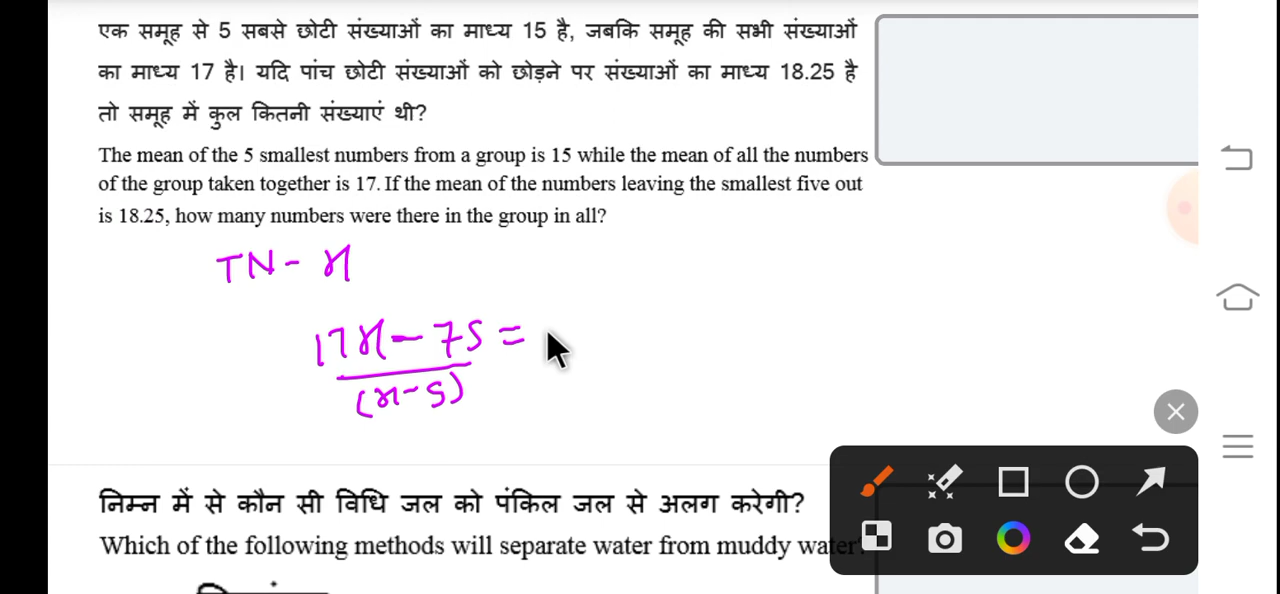 एक समूह से 5 सबसे छोटी संख्याओं का माध्य 15 है, जबकि समूह की सभी संख्याओं
का माध्य 17 है। यदि पांच छोटी संख्याओं को छोड़ने पर संख्याओं का माध्य 18.25 है
तो समूह में कुल कितनी संख्याएं थी?
The mean of the 5 smallest numbers from a group is 15 while the mean of all the numbers
of the group taken together is 17. If the mean of the numbers leaving the smallest five out
is 18.25, how many numbers were there in the group in all?
TN - x
17x - 75 =
(x-5)
निम्न में से कौन सी विधि जल को पंकिल जल से अलग करेगी?
Which of the following methods will separate water from muddy water?